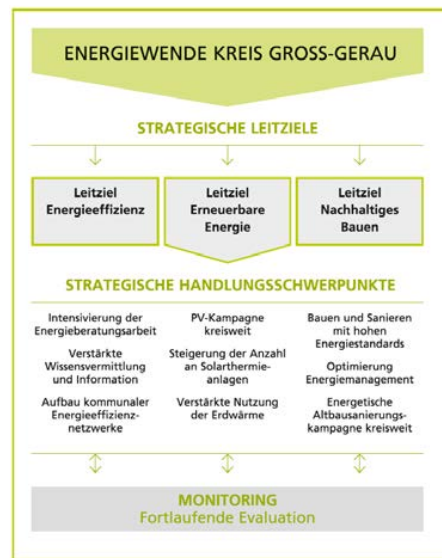 ENERGIEWENDE KREIS GROSS-GERAU
STRATEGISCHE LEITZIELE
Leitziel
Energieeffizienz
Leitziel
Erneuerbare
Energie
Leitziel
Nachhaltiges
Bauen
STRATEGISCHE HANDLUNGSSCHWERPUNKTE
Intensivierung der
Energieberatungsarbeit
Verstärkte
Wissensvermittlung
und Information
Aufbau kommunaler
Energieeffizienz-
netzwerke
PV-Kampagne
kreisweit
Steigerung der Anzahl
an Solarthermie-
anlagen
Verstärkte Nutzung
der Erdwärme
Bauen und Sanieren
mit hohen
Energiestandards
Optimierung
Energiemanagement
Energetische
Altbausanierungs-
kampagne kreisweit
MONITORING
Fortlaufende Evaluation